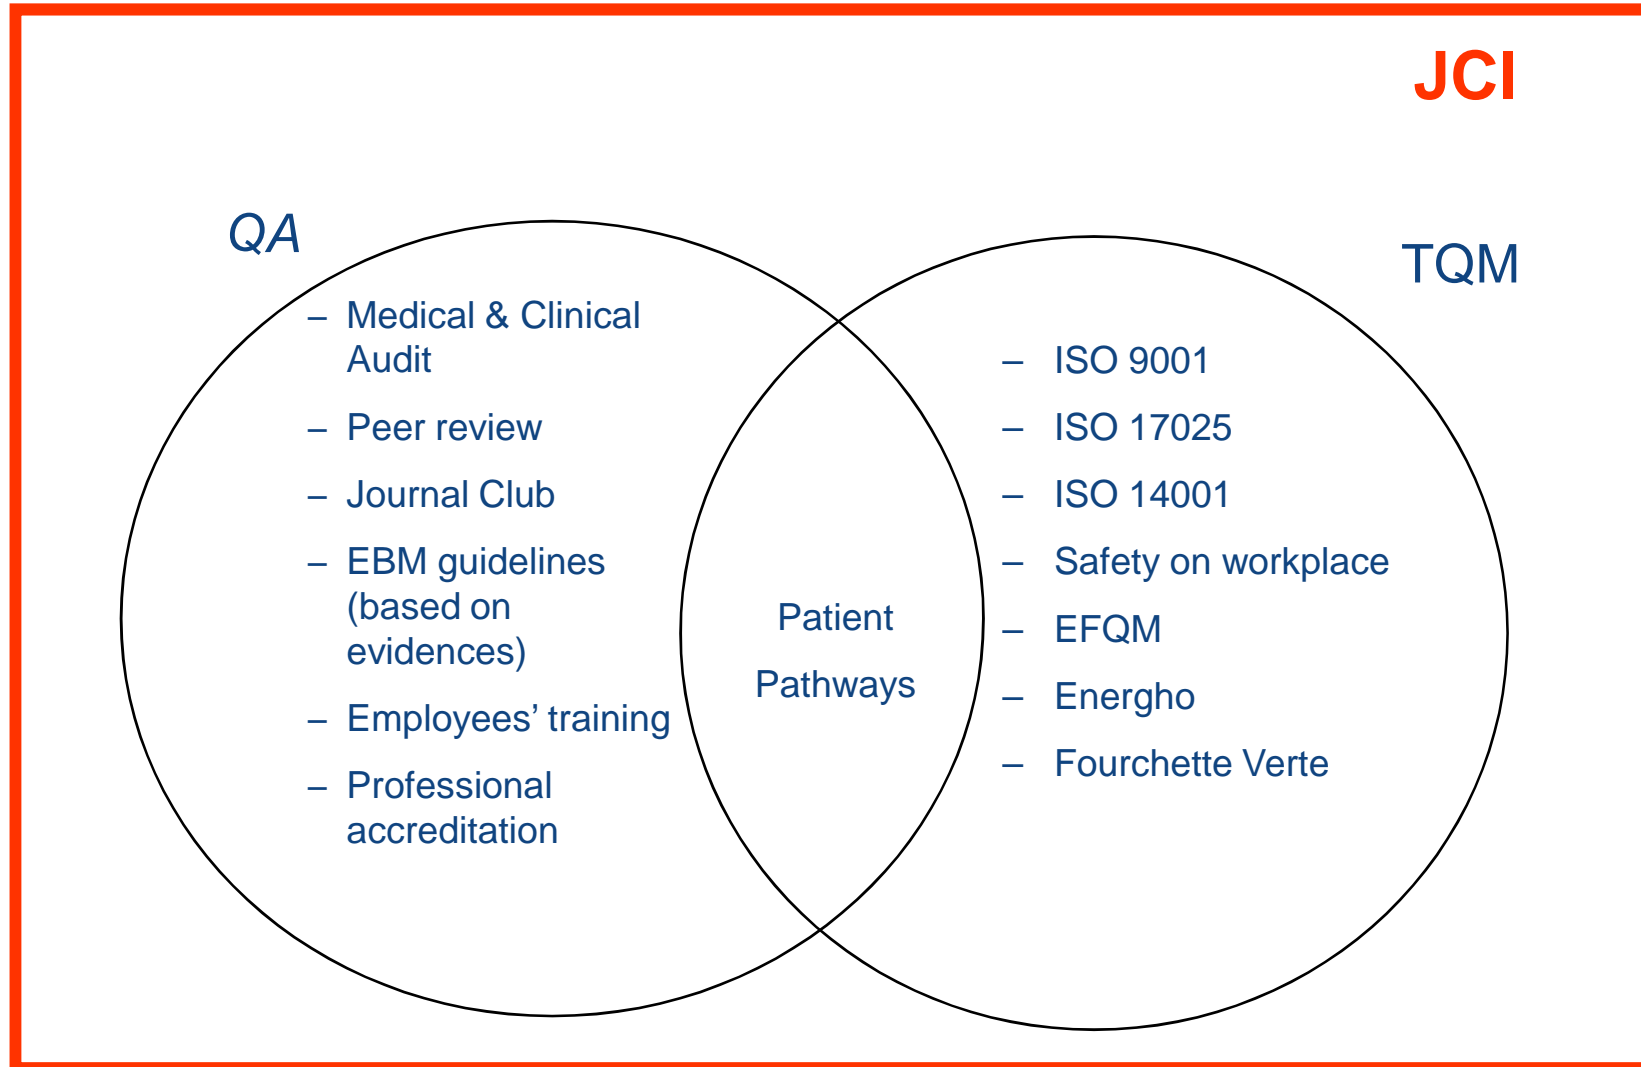 JCI
QA
– Medical & Clinical
Audit
– Peer review
– Journal Club
– EBM guidelines
(based on
evidences)
– Employees’ training
– Professional
accreditation
Patient
Pathways
TQM
– ISO 9001
– ISO 17025
– ISO 14001
– Safety on workplace
– EFQM
– Energho
– Fourchette Verte